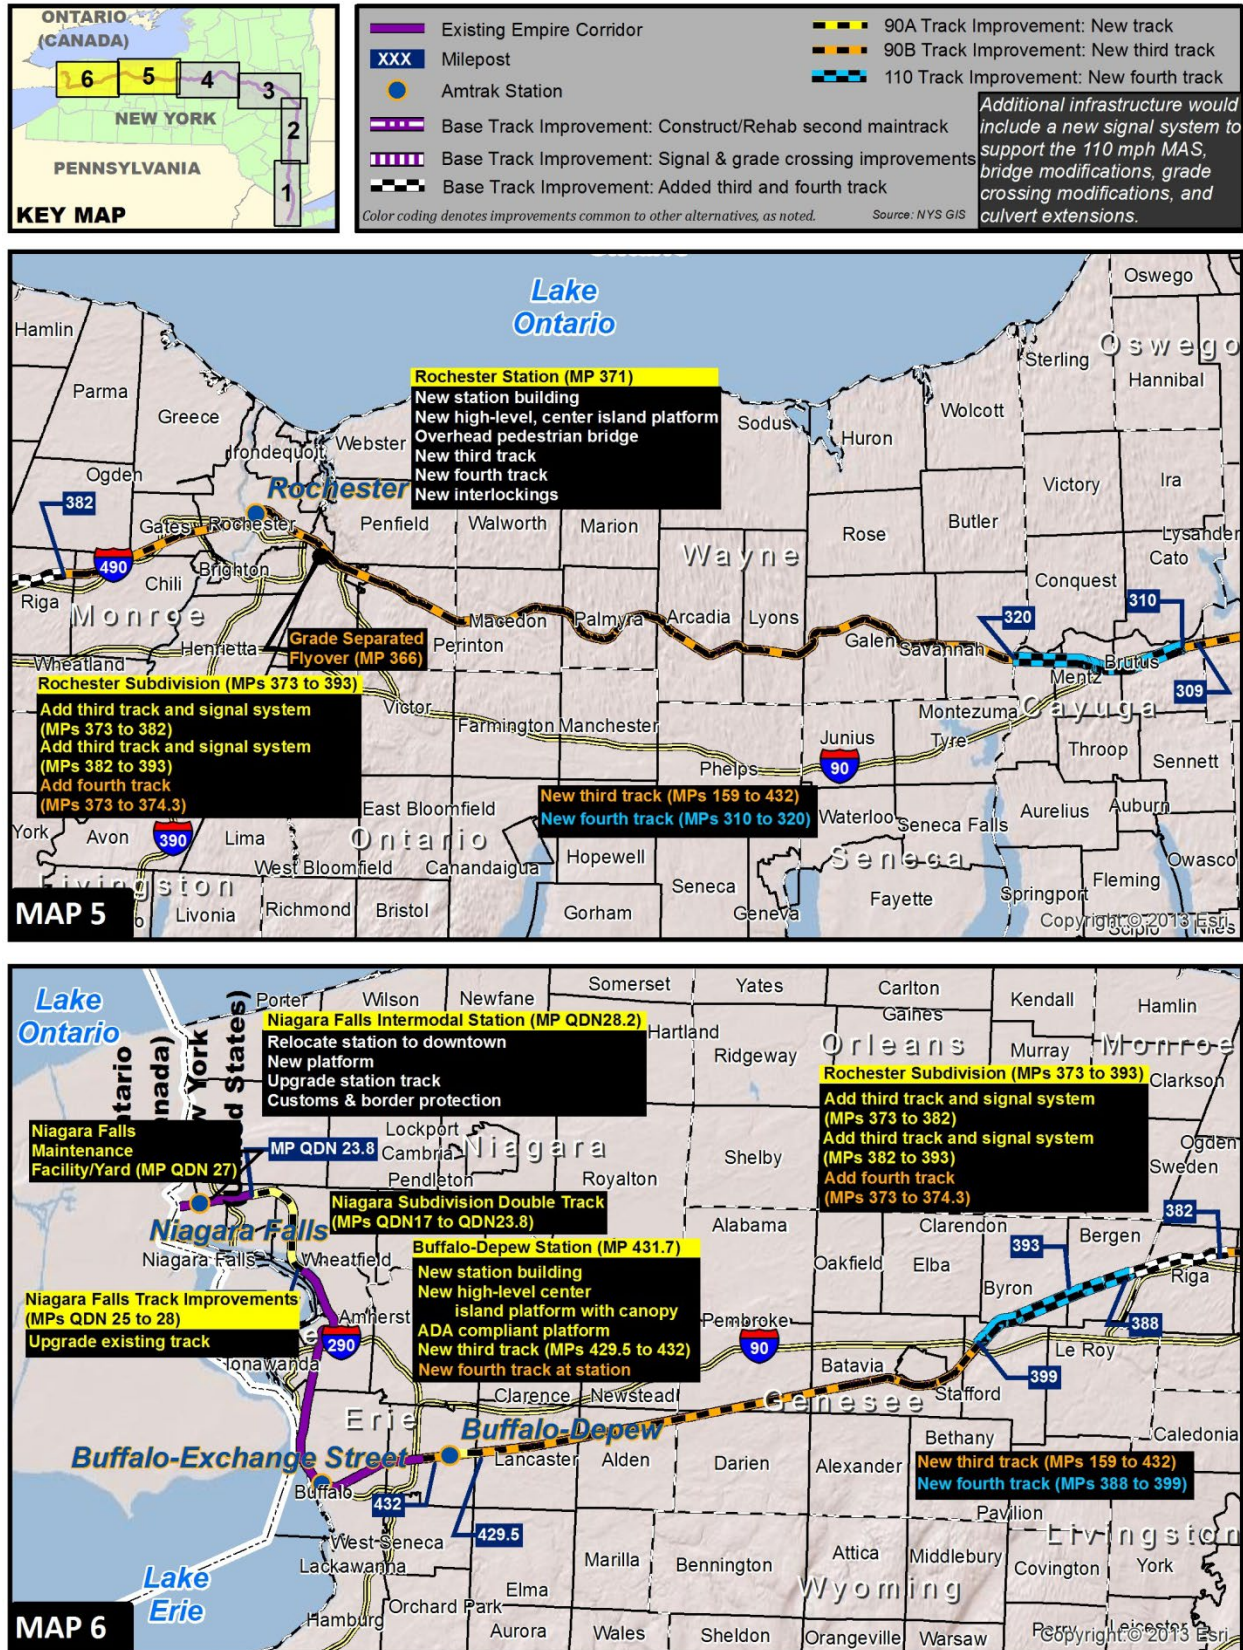 ONTARIO
(CANADA)
6
5
4
3
NEW YORK
2
PENNSYLVANIA
1
KEY MAP
Existing Empire Corridor
XXX Milepost
Amtrak Station
Base Track Improvement: Construct/Rehab second maintrack
Base Track Improvement: Signal & grade crossing improvements
Base Track Improvement: Added third and fourth track
90A Track Improvement: New track
90B Track Improvement: New third track
110 Track Improvement: New fourth track
Additional infrastructure would
include a new signal system to
support the 110 mph MAS,
bridge modifications, grade
crossing modifications, and
culvert extensions.
Color coding denotes improvements common to other alternatives, as noted.
Source: NYS GIS
Lake
Ontario
Oswego
Hamlin
Sterling
Oswego
Hannibal
Parma
Greece
Rochester Station (MP 371)
New station building
New high-level, center island platform
Overhead pedestrian bridge
New third track
New fourth track
New interlockings
Wolcott
Sodus
Huron
Webster
Irondequoit
Ogden
Rochester
Victory
Ira
382
Gates
Rochester
Penfield
Walworth
Marion
Rose
Butler
Lysander
Cato
490
Wayne
Brighton
Chili
Conquest
Riga
Monroe
310
320
Macedon
Palmyra
Arcadia
Lyons
Galen
Savannah
Brutus
Mentz
309
Grade Separated
Flyover (MP 366)
Perinton
Henrietta
Wheatland
Rochester Subdivision (MPs 373 to 393)
Add third track and signal system
(MPs 373 to 382)
Add third track and signal system
(MPs 382 to 393)
Add fourth track
(MPs 373 to 374.3)
Victor
Farmington
Manchester
Montezuma
Cayuga
Junius
Tyre
Throop
Sennett
90
Phelps
New third track (MPs 159 to 432)
New fourth track (MPs 310 to 320)
East Bloomfield
Waterloo
Seneca Falls
Aurelius
Auburn
York
Avon
390
Lima
Ontario
West Bloomfield
Canandaigua
Hopewell
Seneca
Owasco
Fleming
Livingston
Seneca
Fayette
Springport
MAP 5
Livonia
Richmond
Bristol
Gorham
Geneva
Copyright:© 2013 Esri
Scipio
Niles
Lake
Ontario
Porter
Wilson
Newfane
Somerset
Yates
Carlton
Gaines
Kendall
Hamlin
Niagara Falls Intermodal Station (MP QDN28.2)
Relocate station to downtown
New platform
Upgrade station track
Customs & border protection
Hartland
Ridgeway
Orleans
Murray
Monroe
Rochester Subdivision (MPs 373 to 393)
Add third track and signal system
(MPs 373 to 382)
Add third track and signal system
(MPs 382 to 393)
Add fourth track
(MPs 373 to 374.3)
Clarkson
Niagara Falls
Maintenance
Facility/Yard (MP QDN 27)
MP QDN 23.8
Lockport
Cambria
Niagara
Ogden
Sweden
Shelby
Pendleton
Royalton
Niagara Subdivision Double Track
(MPs QDN17 to QDN23.8)
382
Niagara Falls
Alabama
Clarendon
Bergen
393
Niagara Falls
Wheatfield
Buffalo-Depew Station (MP 431.7)
New station building
New high-level center
island platform with canopy
ADA compliant platform
New third track (MPs 429.5 to 432)
New fourth track at station
Oakfield
Elba
Byron
Riga
Niagara Falls Track Improvements
(MPs QDN 25 to 28)
Upgrade existing track
Amherst
Pembroke
388
290
90
Le Roy
Tonawanda
Batavia
399
Clarence
Newstead
Stafford
Genesee
Erie
Buffalo-Exchange Street
Buffalo-Depew
Bethany
Caledonia
Lancaster
Alden
Darien
Alexander
New third track (MPs 159 to 432)
New fourth track (MPs 388 to 399)
Buffalo
432
Pavilion
429.5
West Seneca
Livingston
Lackawanna
Marilla
Bennington
Attica
Middlebury
Covington
York
Lake
Erie
Elma
Wyoming
Orchard Park
Hamburg
MAP 6
Aurora
Wales
Sheldon
Orangeville
Warsaw
Perry
Leicester
Copyright:© 2013 Esri